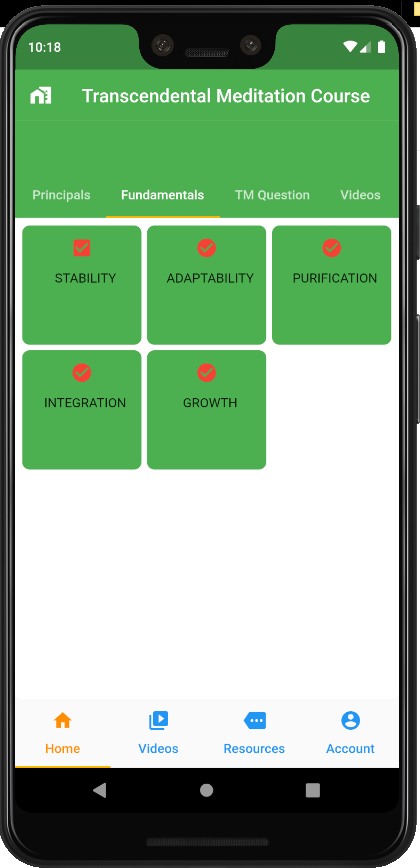 10:18
Transcendental Meditation Course
Principals Fundamentals TM Question Videos
STABILITY ADAPTABILITY PURIFICATION
INTEGRATION GROWTH
Home Videos Resources Account